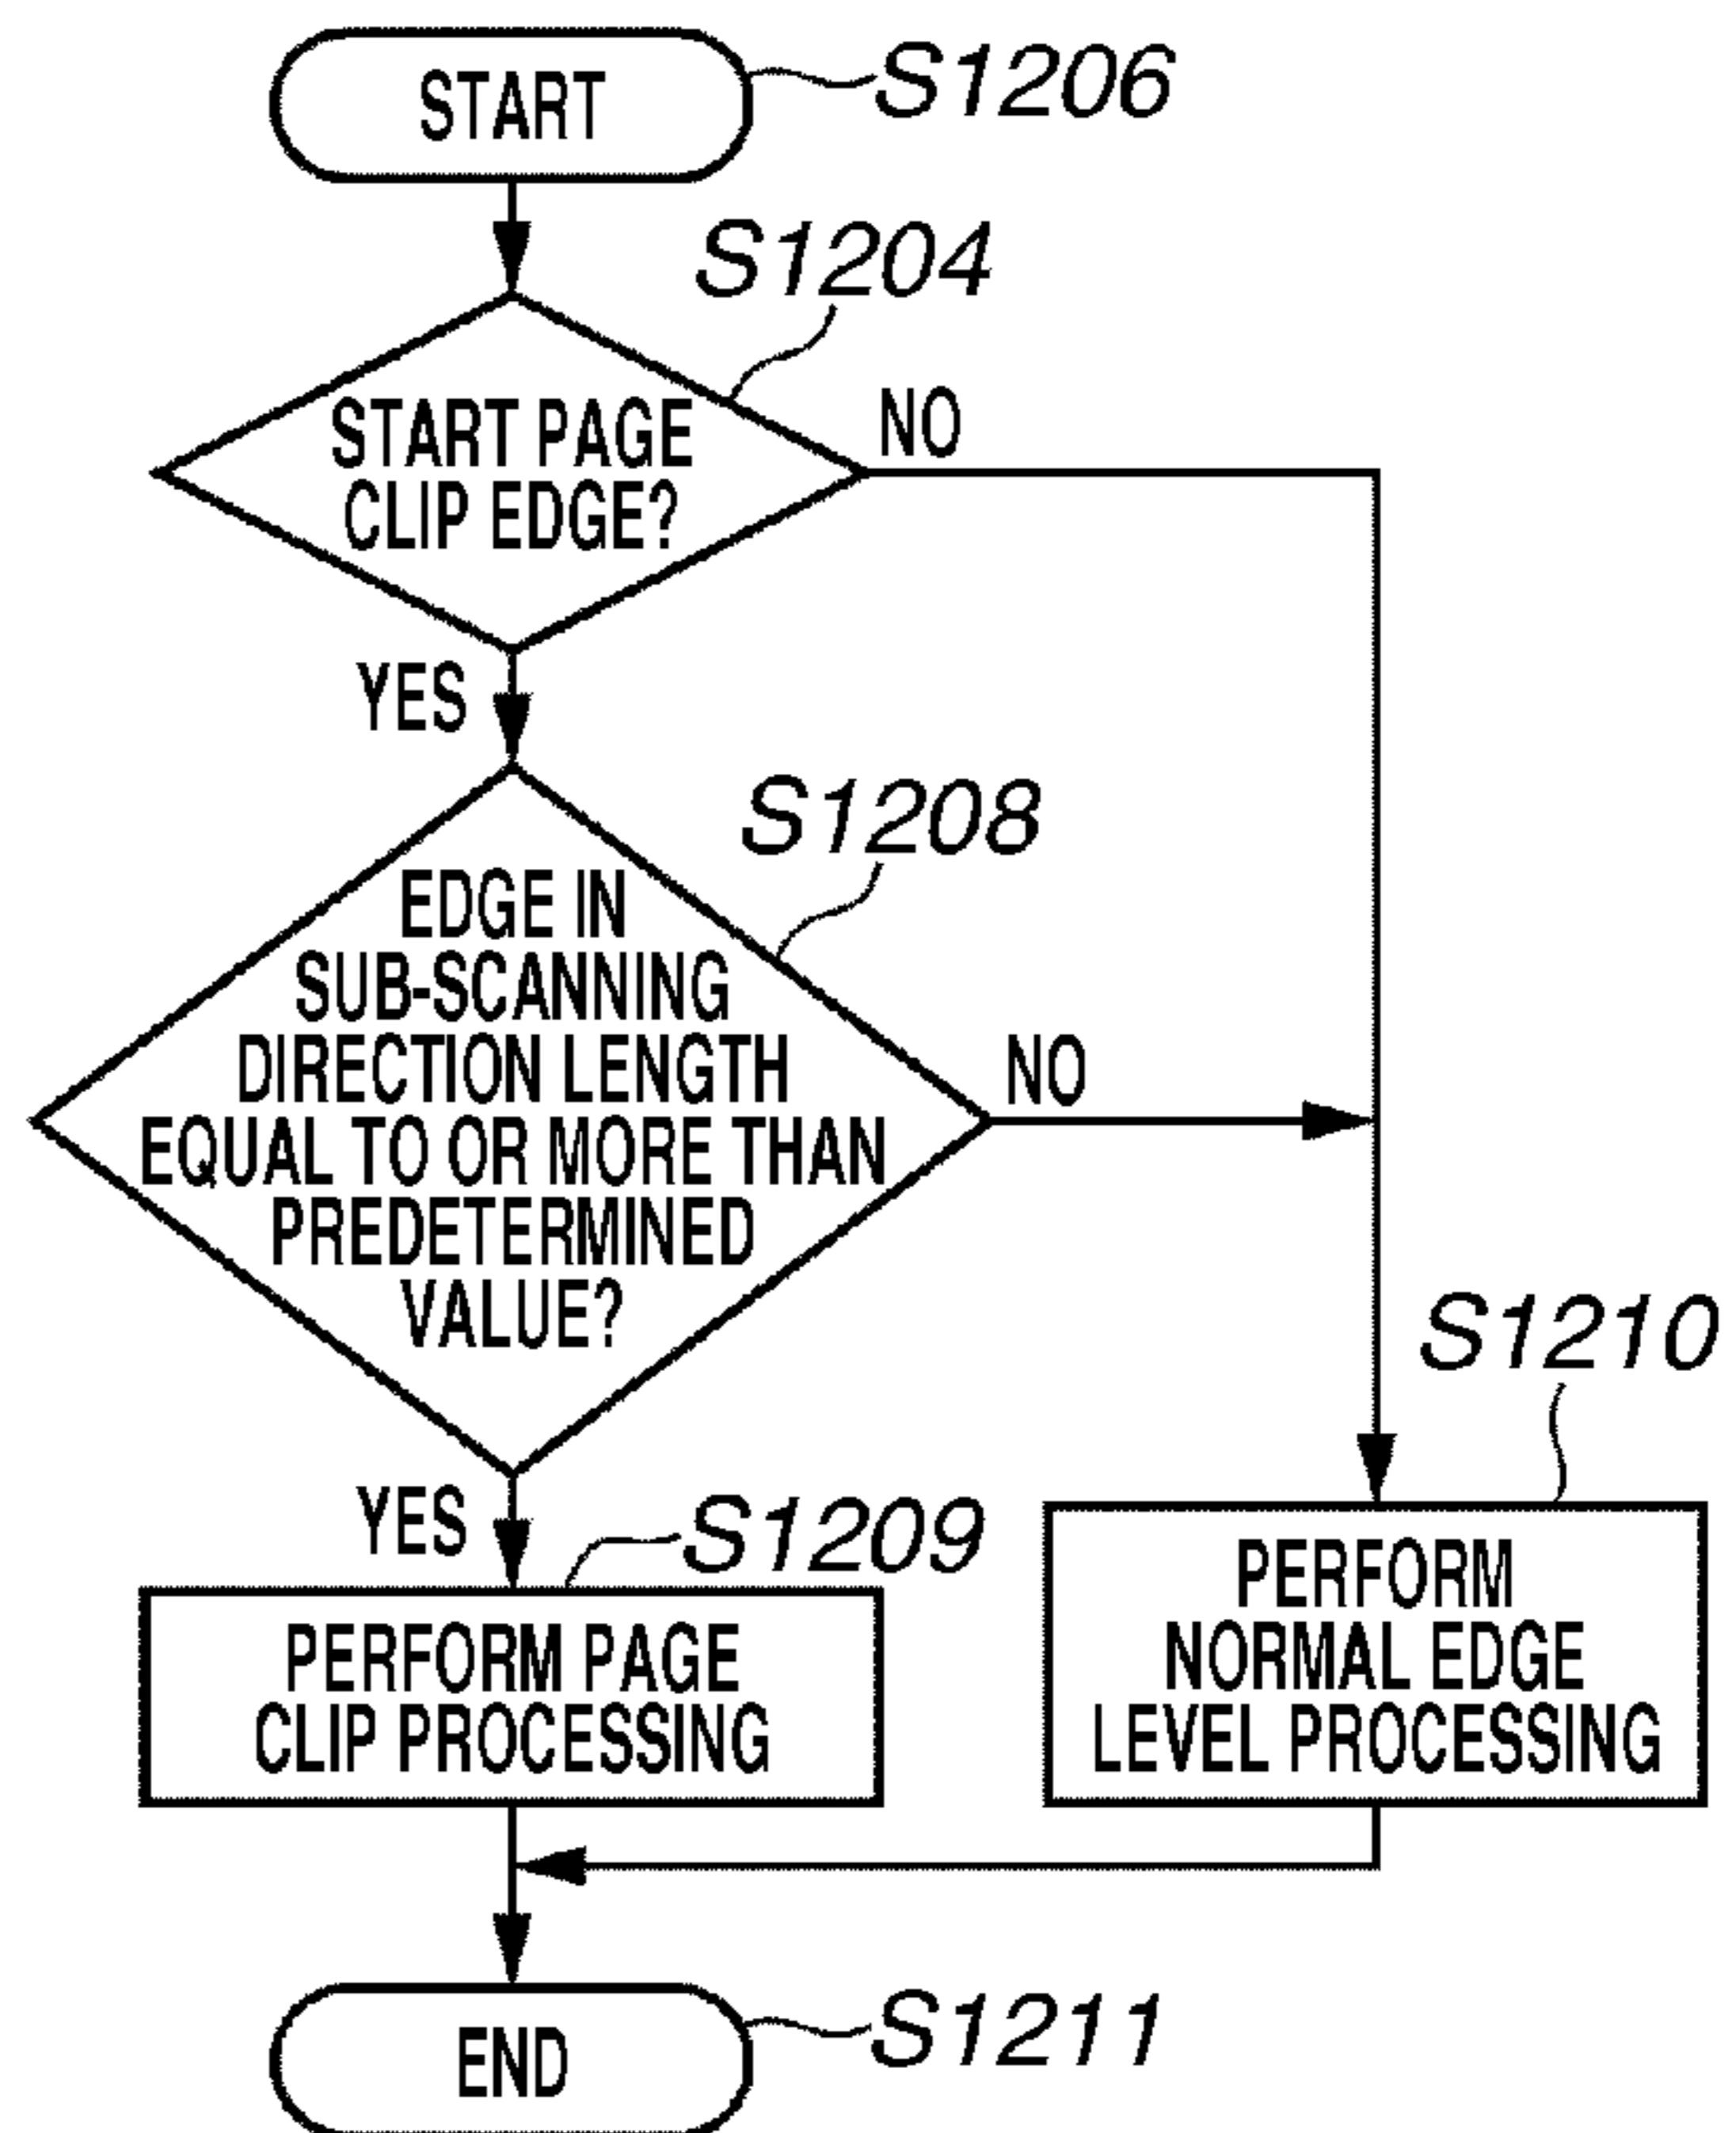 START
S1206
S1204
START PAGE
CLIP EDGE?
NO
YES
S1208
EDGE IN
SUB-SCANNING
DIRECTION LENGTH
EQUAL TO OR MORE THAN
PREDETERMINED
VALUE?
NO
YES
S1209
PERFORM PAGE
CLIP PROCESSING
S1210
PERFORM
NORMAL EDGE
LEVEL PROCESSING
END
S1211